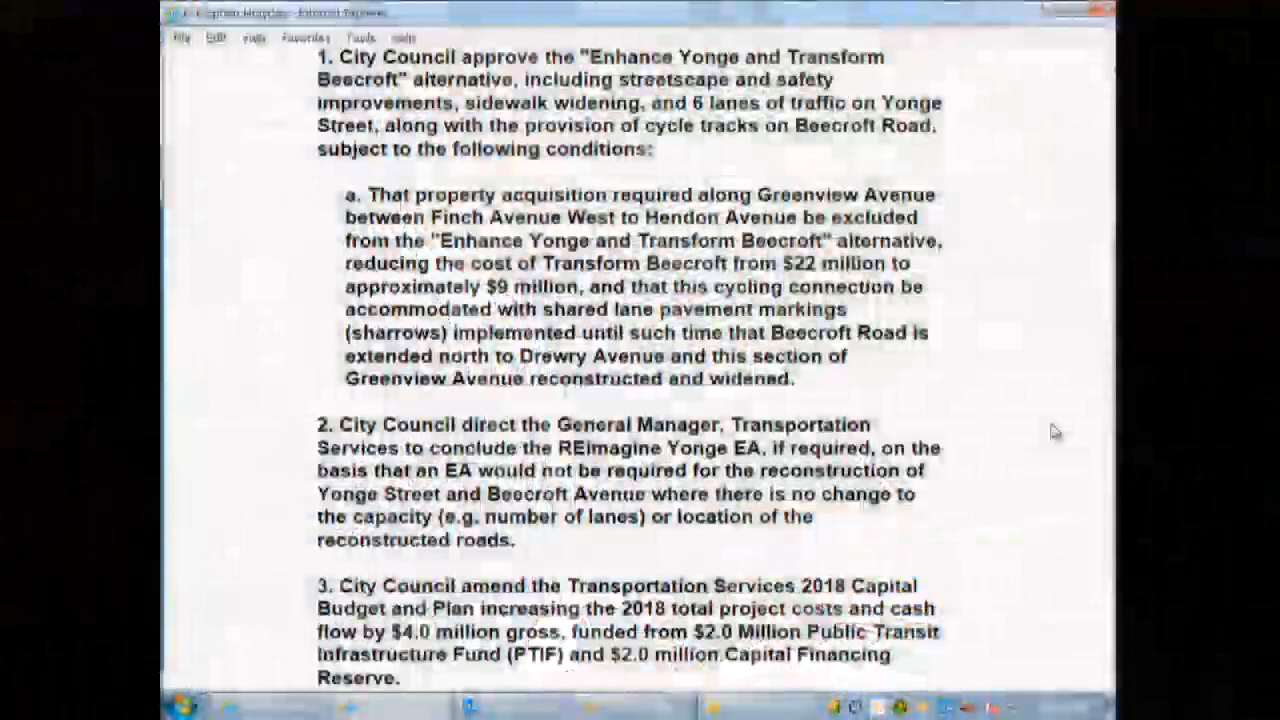 File Edit View Favorites Tools Help
1. City Council approve the "Enhance Yonge and Transform
Beecroft" alternative, including streetscape and safety
improvements, sidewalk widening, and 6 lanes of traffic on Yonge
Street, along with the provision of cycle tracks on Beecroft Road,
subject to the following conditions:
a. That property acquisition required along Greenview Avenue
between Finch Avenue West to Hendon Avenue be excluded
from the "Enhance Yonge and Transform Beecroft" alternative,
reducing the cost of Transform Beecroft from $22 million to
approximately $9 million, and that this cycling connection be
accommodated with shared lane pavement markings
(sharrows) implemented until such time that Beecroft Road is
extended north to Drewry Avenue and this section of
Greenview Avenue reconstructed and widened.
2. City Council direct the General Manager, Transportation
Services to conclude the REimagine Yonge EA, if required, on the
basis that an EA would not be required for the reconstruction of
Yonge Street and Beecroft Avenue where there is no change to
the capacity (e.g. number of lanes) or location of the
reconstructed roads.
3. City Council amend the Transportation Services 2018 Capital
Budget and Plan increasing the 2018 total project costs and cash
flow by $4.0 million gross, funded from $2.0 Million Public Transit
Infrastructure Fund (PTIF) and $2.0 million Capital Financing
Reserve.